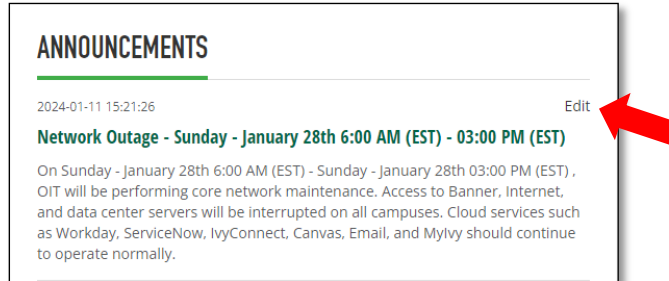 ANNOUNCEMENTS
2024-01-11 15:21:26 Edit
Network Outage - Sunday - January 28th 6:00 AM (EST) - 03:00 PM (EST)
On Sunday - January 28th 6:00 AM (EST) - Sunday - January 28th 03:00 PM (EST) ,
OIT will be performing core network maintenance. Access to Banner, Internet,
and data center servers will be interrupted on all campuses. Cloud services such
as Workday, ServiceNow, IvyConnect, Canvas, Email, and MyIvy should continue
to operate normally.